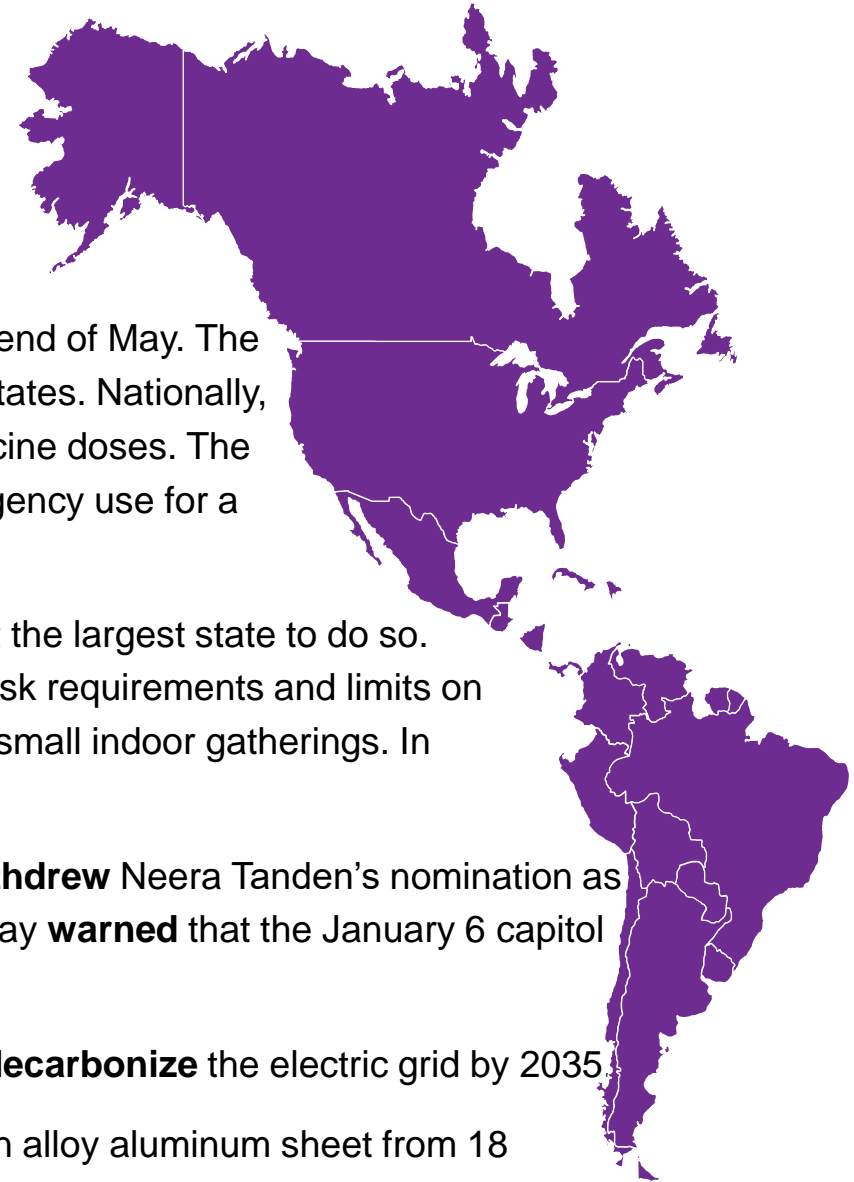 end of May. The
tates. Nationally,
cine doses. The
gency use for a
the largest state to do so.
sk requirements and limits on
small indoor gatherings. In
hdrew Neera Tanden’s nomination as
ay warned that the January 6 capitol
decarbonize the electric grid by 2035.
n alloy aluminum sheet from 18